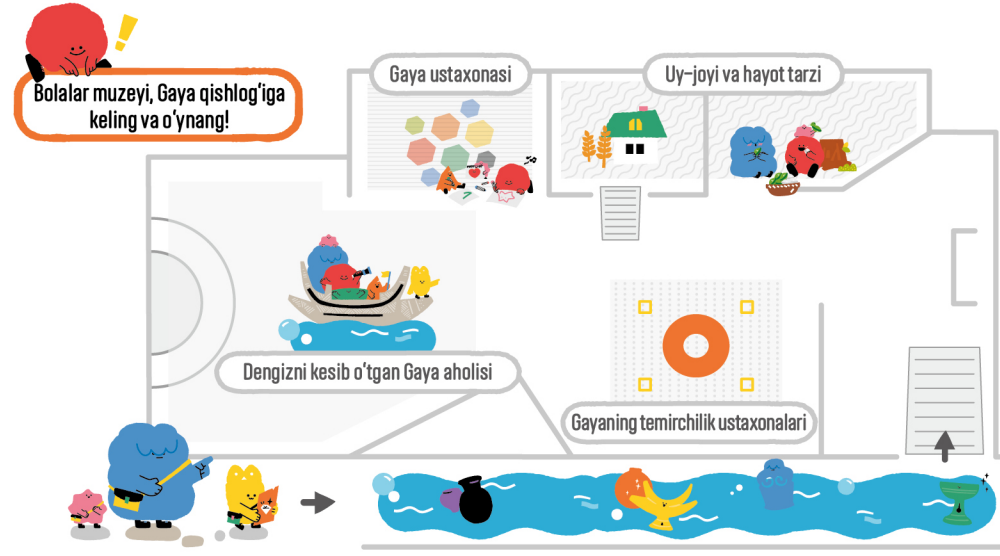 Bolalar muzeyi, Gaya qishlog‘iga
keling va o‘ynang!
Gaya ustaxonasi
Uy-joyi va hayot tarzi
Dengizni kesib o‘tgan Gaya aholisi
Gayaning temirchilik ustaxonalari